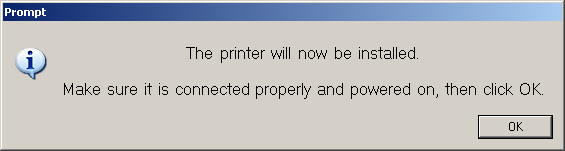 Prompt
The printer will now be installed.
Make sure it is connected properly and powered on, then click OK.
OK